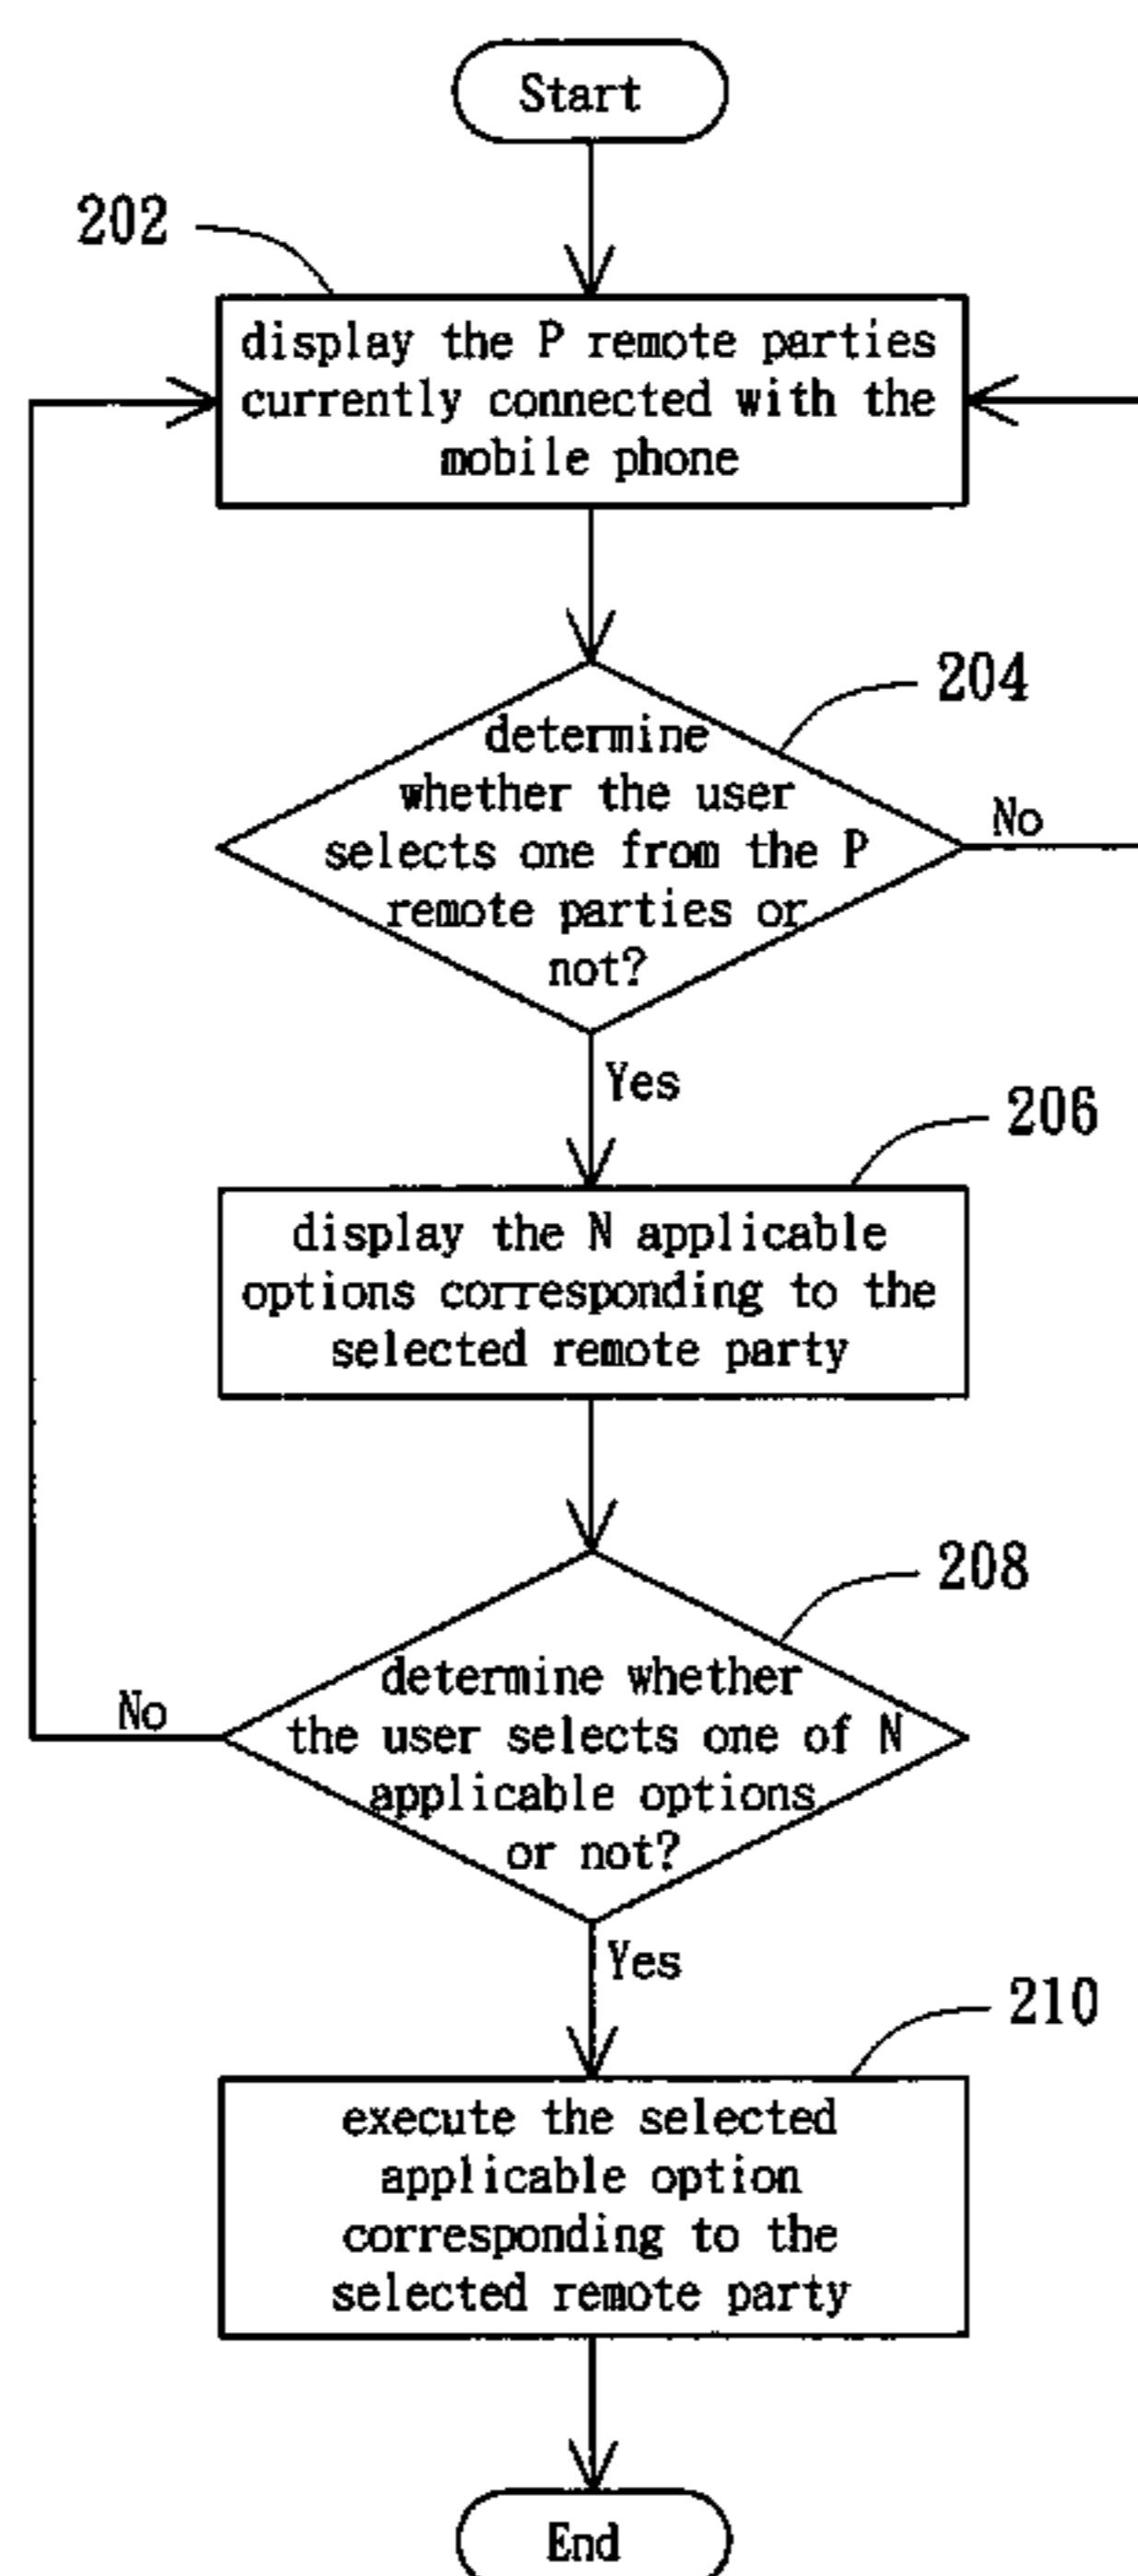 Start
202
display the P remote parties
currently connected with the
mobile phone
204
determine
whether the user
selects one from the P
remote parties or
not?
No
Yes
206
display the N applicable
options corresponding to the
selected remote party
208
determine whether
the user selects one of N
applicable options
or not?
No
Yes
210
execute the selected
applicable option
corresponding to the
selected remote party
End